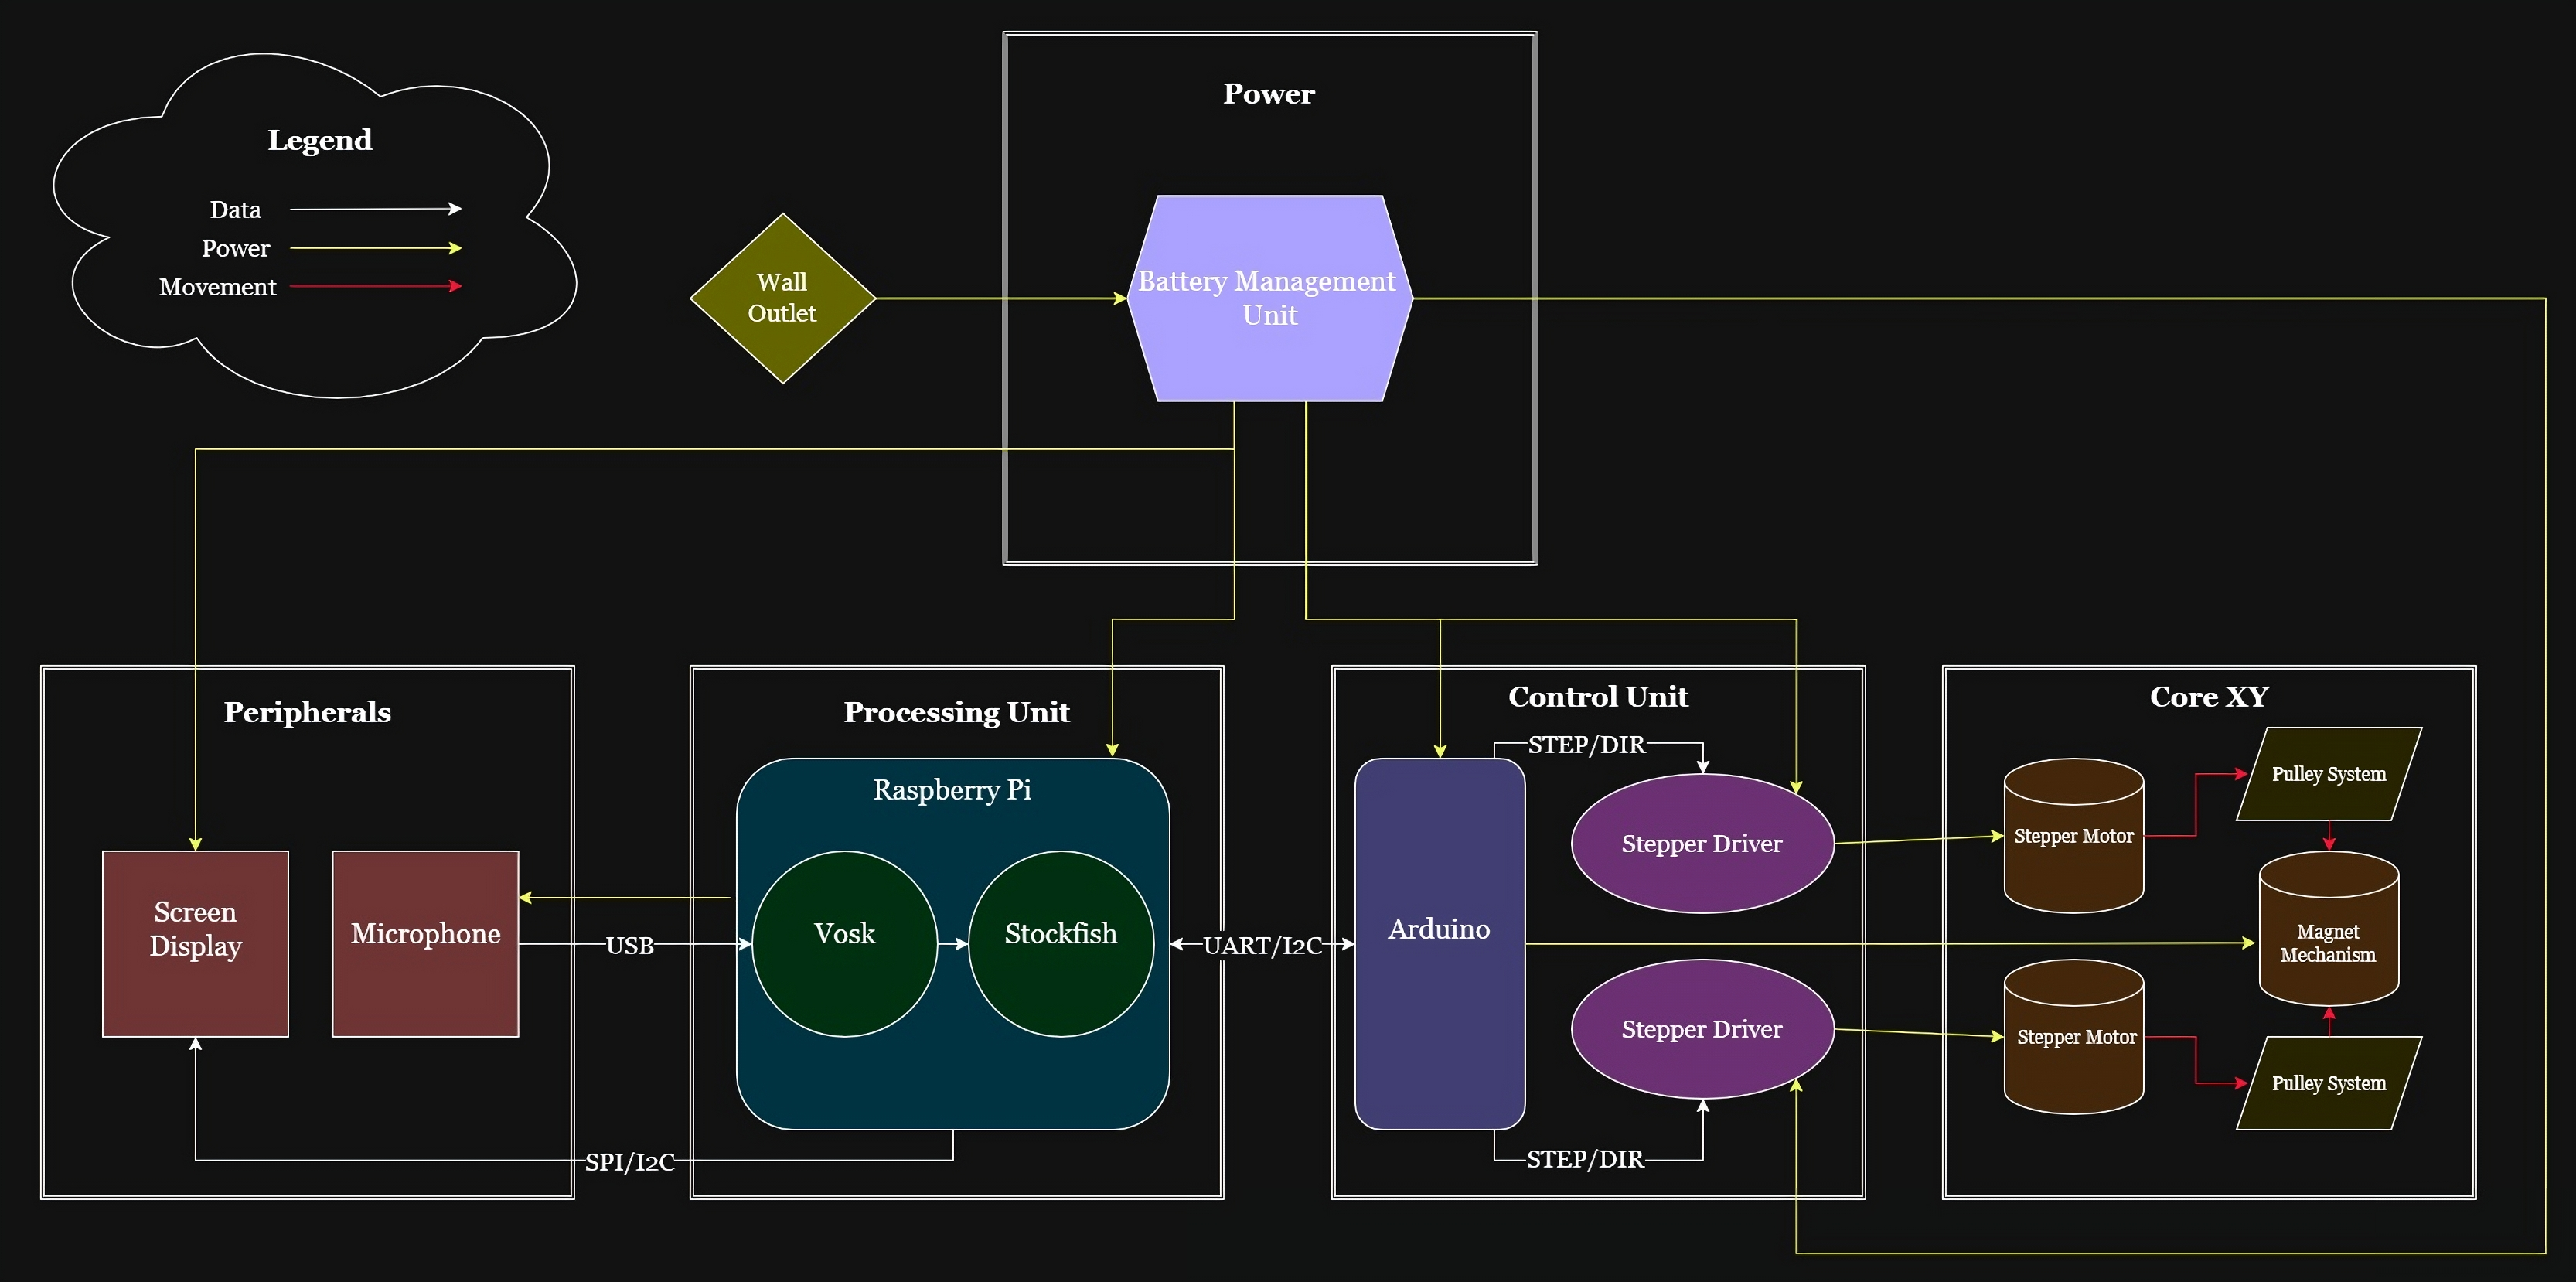 Legend
Data
Power
Movement
Power
Wall
Outlet
Battery Management
Unit
Peripherals
Screen
Display
Microphone
USB
SPI/I2C
Processing Unit
Raspberry Pi
Vosk
Stockfish
UART/I2C
Control Unit
STEP/DIR
Stepper Driver
Arduino
Stepper Driver
STEP/DIR
Core XY
Pulley System
Stepper Motor
Magnet
Mechanism
Stepper Motor
Pulley System